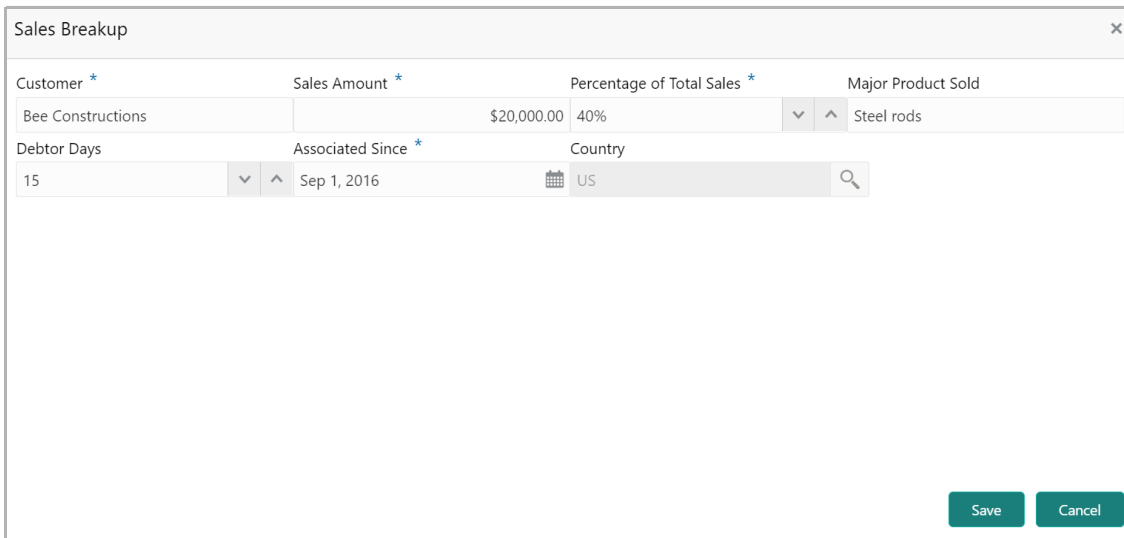 Sales Breakup
Customer * Sales Amount * Percentage of Total Sales * Major Product Sold
Bee Constructions $20,000.00 40% Steel rods
Debtor Days Associated Since * Country
15 Sep 1, 2016 US
Save Cancel